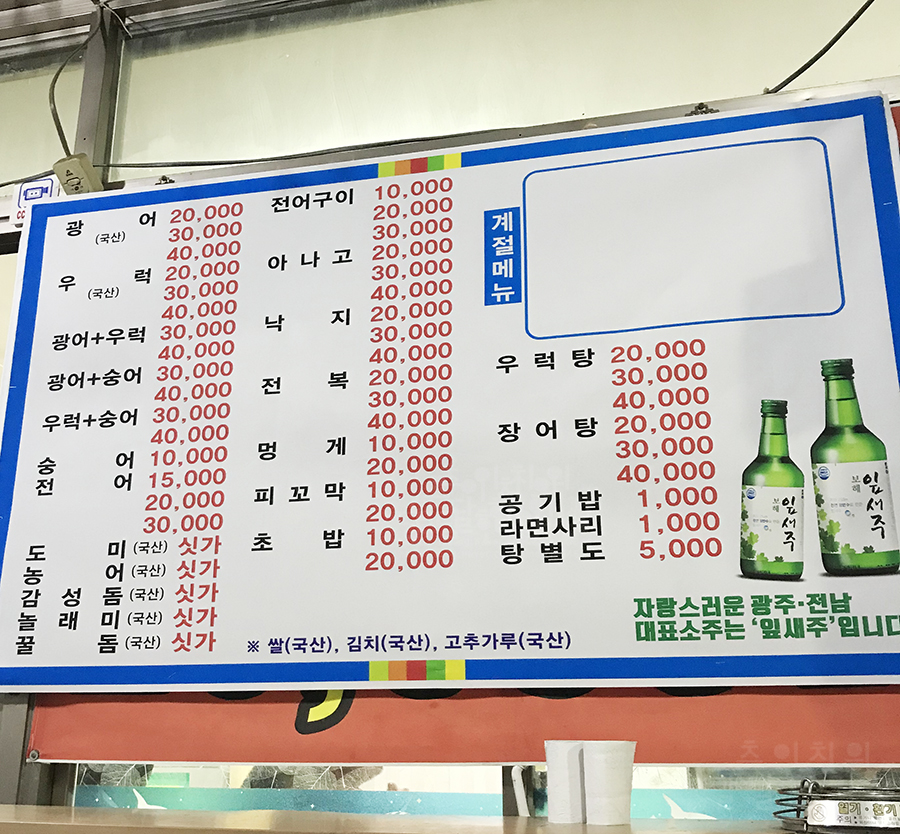 광 어 20,000
(국산) 30,000
40,000
우 럭 20,000
(국산) 30,000
40,000
광어+우럭 30,000
40,000
광어+숭어 30,000
40,000
우럭+숭어 30,000
40,000
숭 어 10,000
전 어 15,000
20,000
30,000
도 미 (국산) 싯가
농 어 (국산) 싯가
감 성 돔 (국산) 싯가
놀 래 미 (국산) 싯가
꿀 돔 (국산) 싯가
전어구이 10,000
20,000
30,000
아 나 고 20,000
30,000
40,000
낙 지 20,000
30,000
40,000
전 복 20,000
30,000
40,000
멍 게 10,000
20,000
피 꼬 막 10,000
20,000
초 밥 10,000
20,000
※ 쌀(국산), 김치(국산), 고추가루(국산)
계절메뉴
우 럭 탕 20,000
30,000
40,000
장 어 탕 20,000
30,000
40,000
공 기 밥 1,000
라면사리 1,000
탕 별 도 5,000
보해
잎새주
보해
잎새주
자랑스러운 광주·전남
대표소주는 '잎새주'입니다